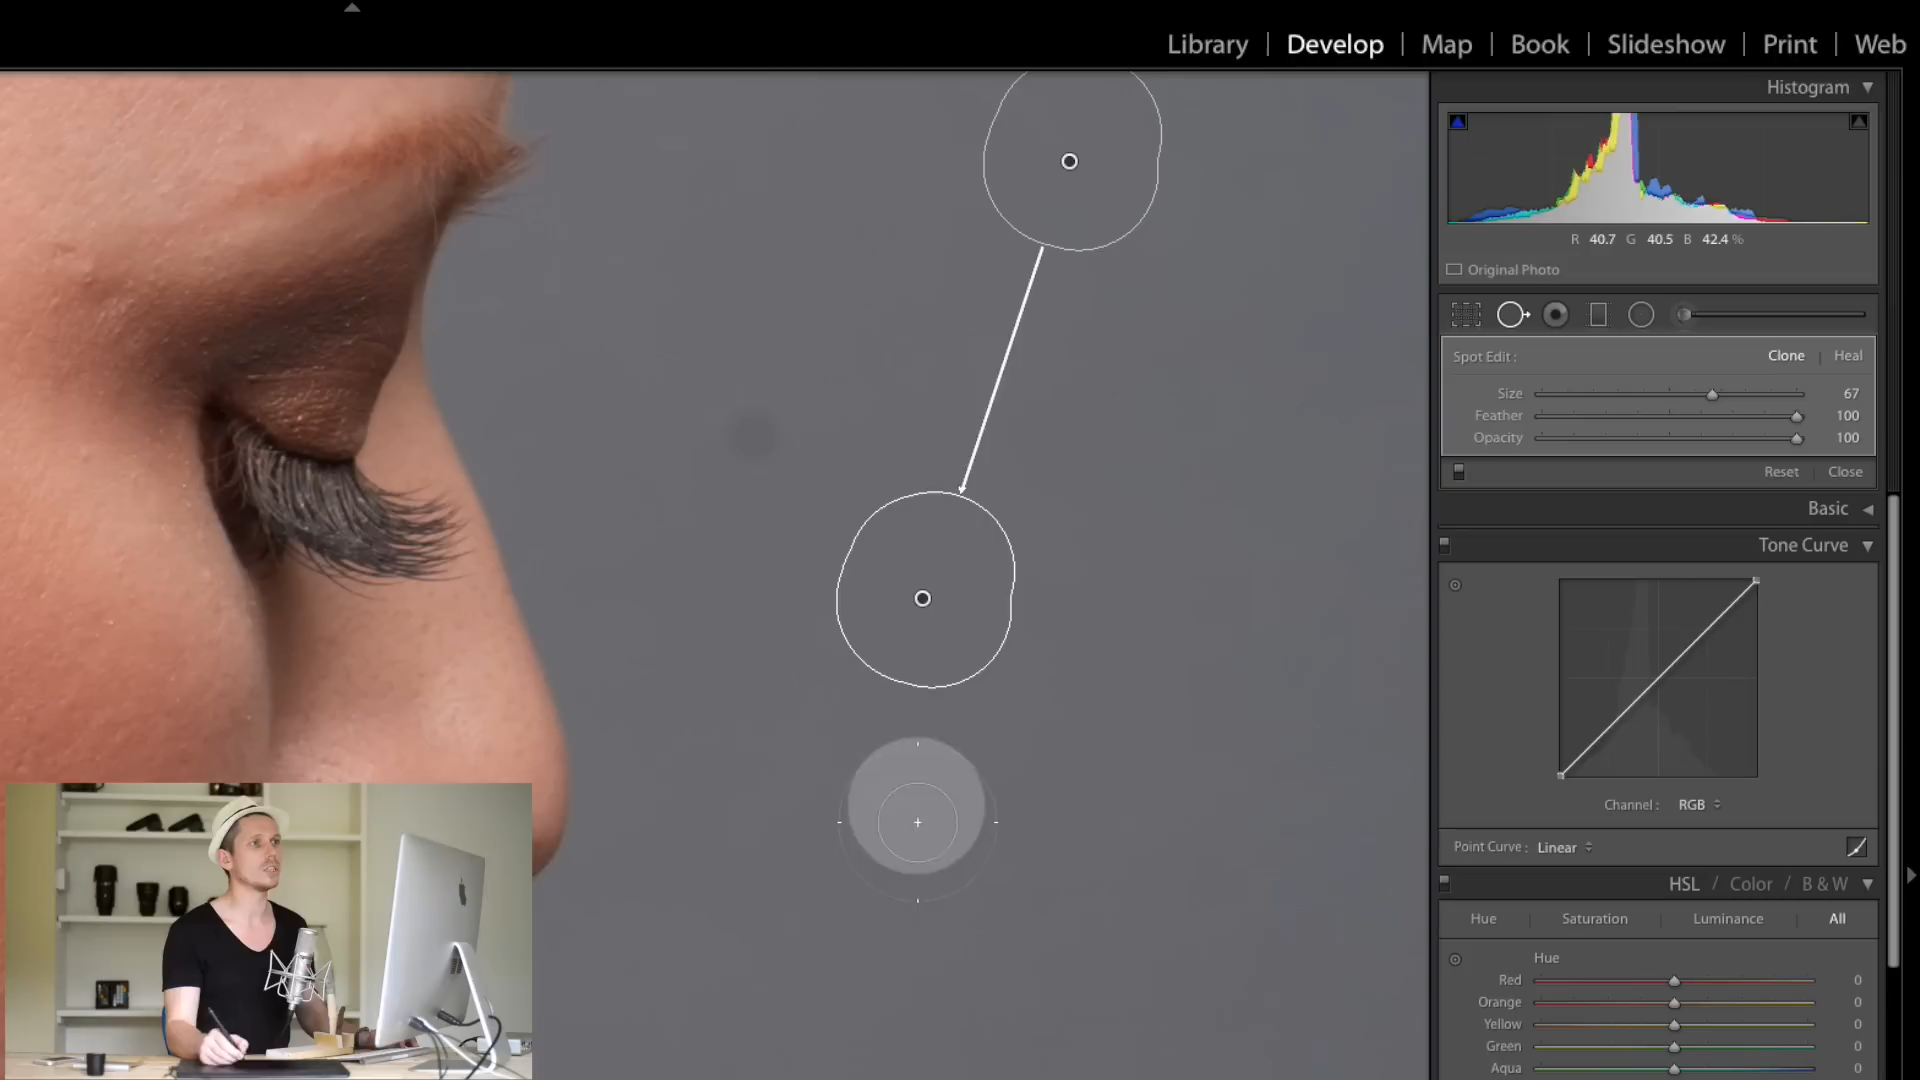 Library | Develop | Map | Book | Slideshow | Print | Web
Histogram
R 40.7 G 40.5 B 42.4 %
Original Photo
Spot Edit : Clone | Heal
Size 67
Feather 100
Opacity 100
Reset Close
Basic
Tone Curve
Channel : RGB
Point Curve : Linear
HSL / Color / B & W
Hue | Saturation | Luminance | All
Hue
Red 0
Orange 0
Yellow 0
Green 0
Aqua 0